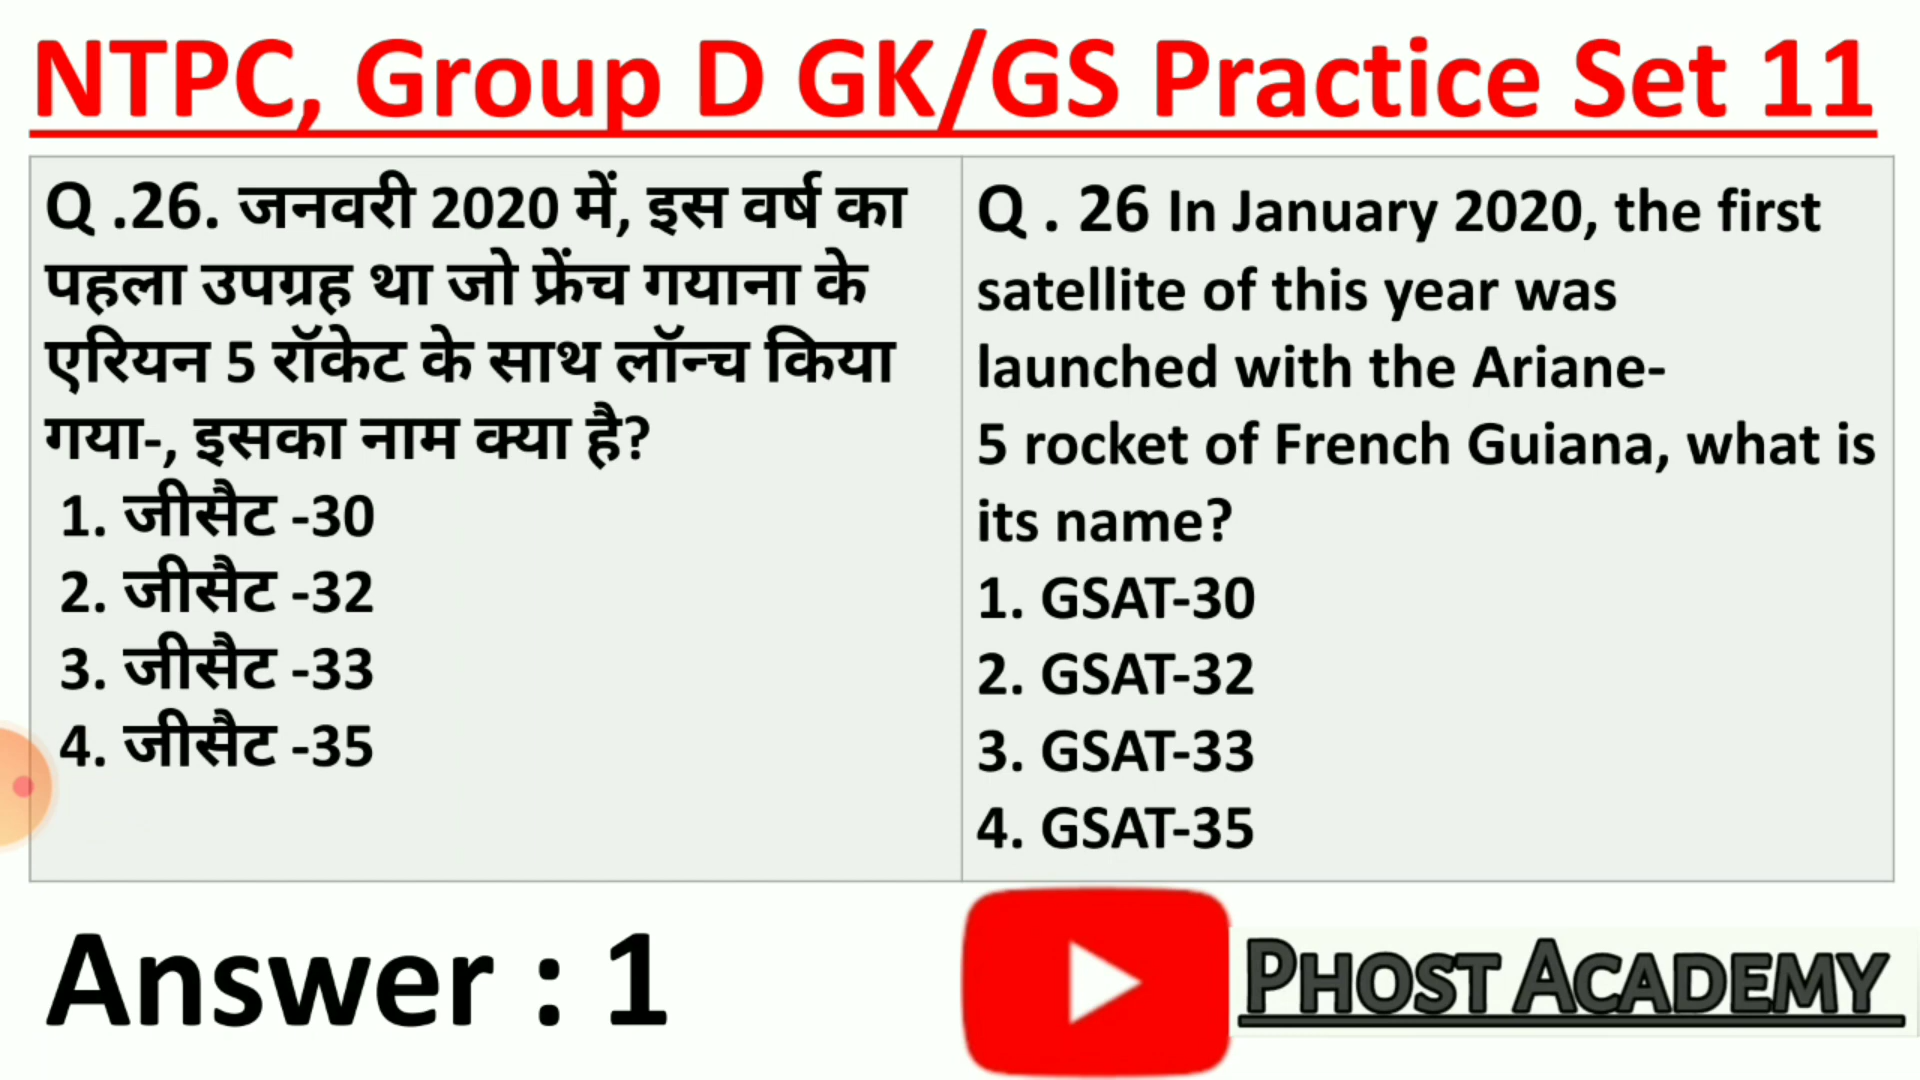 NTPC, Group D GK/GS Practice Set 11
Q .26. जनवरी 2020 में, इस वर्ष का
पहला उपग्रह था जो फ्रेंच गयाना के
एरियन 5 रॉकेट के साथ लॉन्च किया
गया-, इसका नाम क्या है?
1. जीसैट -30
2. जीसैट -32
3. जीसैट -33
4. जीसैट -35
Q . 26 In January 2020, the first
satellite of this year was
launched with the Ariane-
5 rocket of French Guiana, what is
its name?
1. GSAT-30
2. GSAT-32
3. GSAT-33
4. GSAT-35
Answer : 1
PHOST ACADEMY